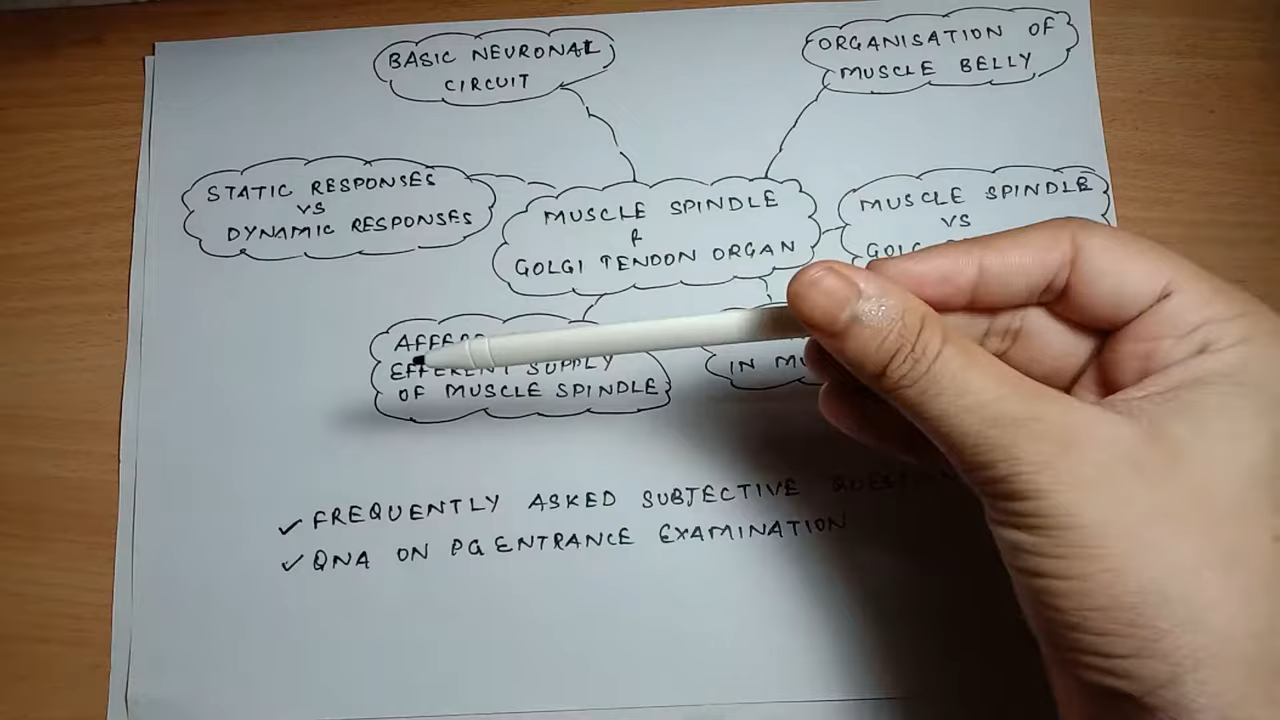 BASIC NEURONAL
CIRCUIT
ORGANISATION OF
MUSCLE BELLY
STATIC RESPONSES
VS
DYNAMIC RESPONSES
MUSCLE SPINDLE
&
GOLGI TENDON ORGAN
MUSCLE SPINDLE
VS
EFFERENT SUPPLY
OF MUSCLE SPINDLE
IN
✓ FREQUENTLY ASKED SUBJECTIVE
✓ QNA ON PG ENTRANCE EXAMINATION